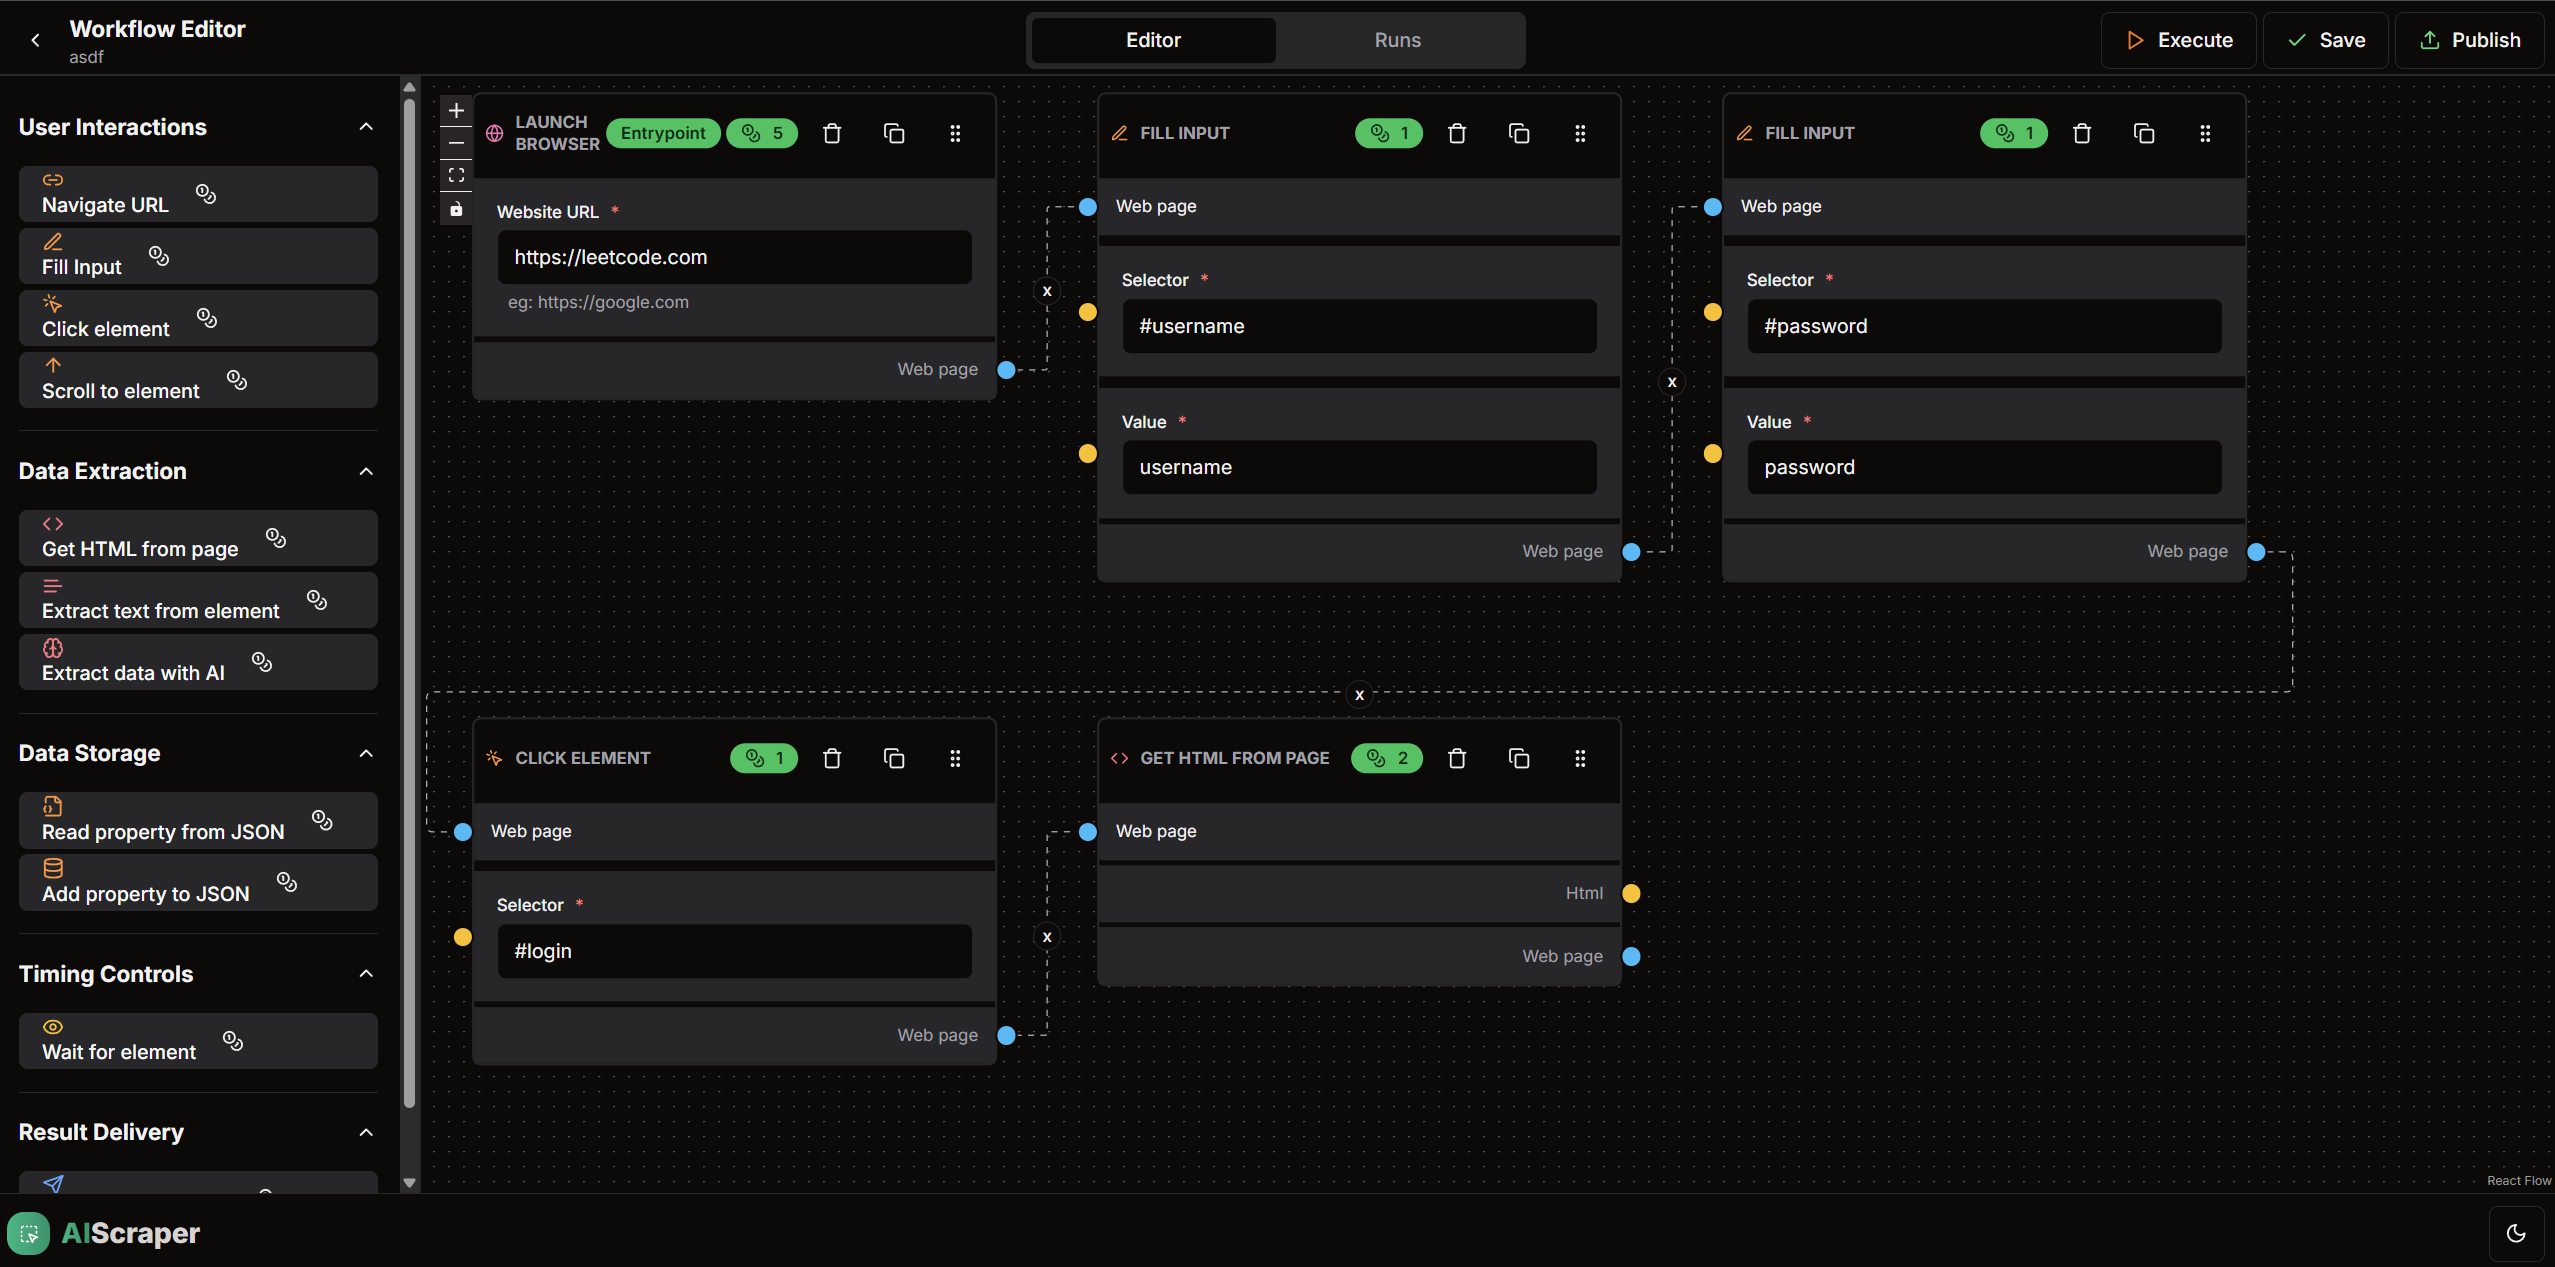 Workflow Editor
asdf
Editor
Runs
Execute
Save
Publish
User Interactions
Navigate URL
Fill Input
Click element
Scroll to element
Data Extraction
Get HTML from page
Extract text from element
Extract data with AI
Data Storage
Read property from JSON
Add property to JSON
Timing Controls
Wait for element
Result Delivery
LAUNCH
BROWSER
Entrypoint
5
Website URL *
https://leetcode.com
eg: https://google.com
Web page
X
FILL INPUT
1
Web page
Selector *
#username
Value *
username
Web page
X
FILL INPUT
1
Web page
Selector *
#password
Value *
password
Web page
X
CLICK ELEMENT
1
Web page
Selector *
#login
Web page
X
GET HTML FROM PAGE
2
Web page
Html
Web page
React Flow
AIScraper